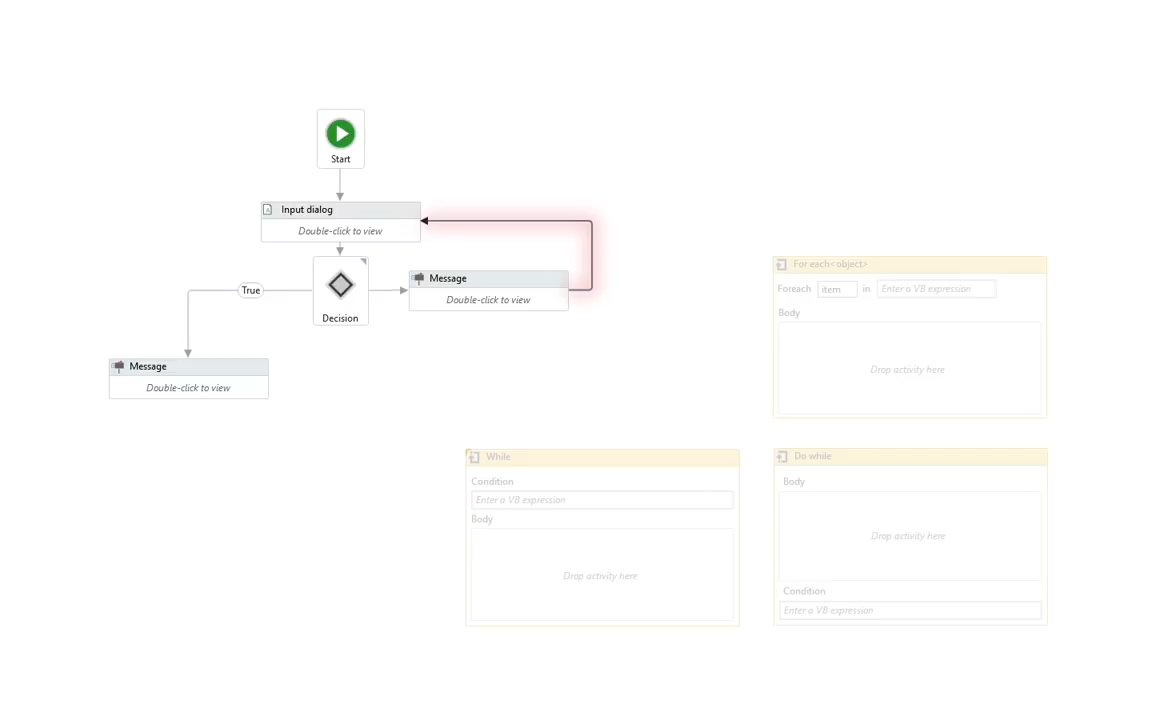 Start
Input dialog
Double-click to view
True
Decision
Message
Double-click to view
Message
Double-click to view
For each<object>
Foreach item in Enter a VB expression
Body
Drop activity here
While
Condition
Enter a VB expression
Body
Drop activity here
Do while
Body
Drop activity here
Condition
Enter a VB expression